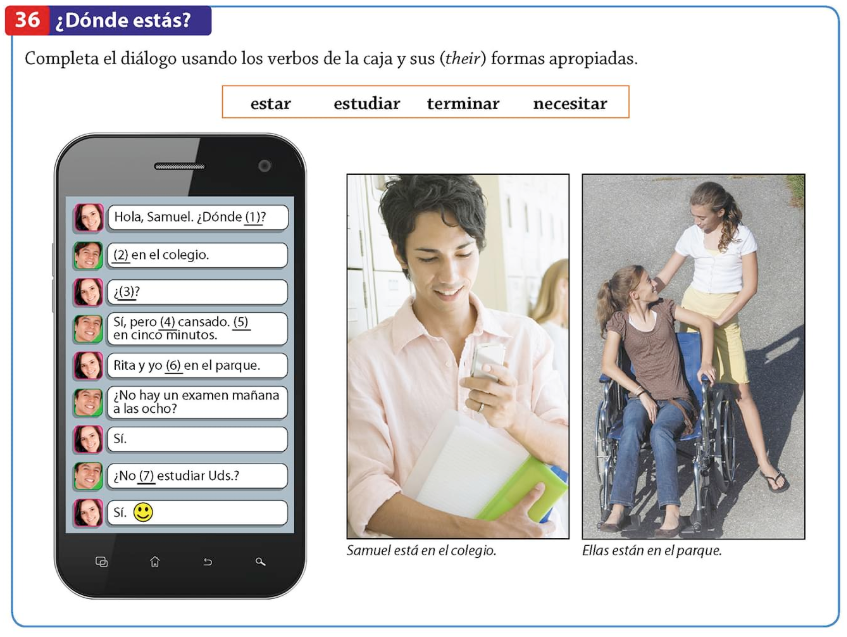 36 ¿Dónde estás?
Completa el diálogo usando los verbos de la caja y sus (their) formas apropiadas.
estar estudiar terminar necesitar
Hola, Samuel. ¿Dónde (1)?
(2) en el colegio.
¿(3)?
Sí, pero (4) cansado. (5)
en cinco minutos.
Rita y yo (6) en el parque.
¿No hay un examen mañana
a las ocho?
Sí.
¿No (7) estudiar Uds.?
Sí.
Samuel está en el colegio.
Ellas están en el parque.